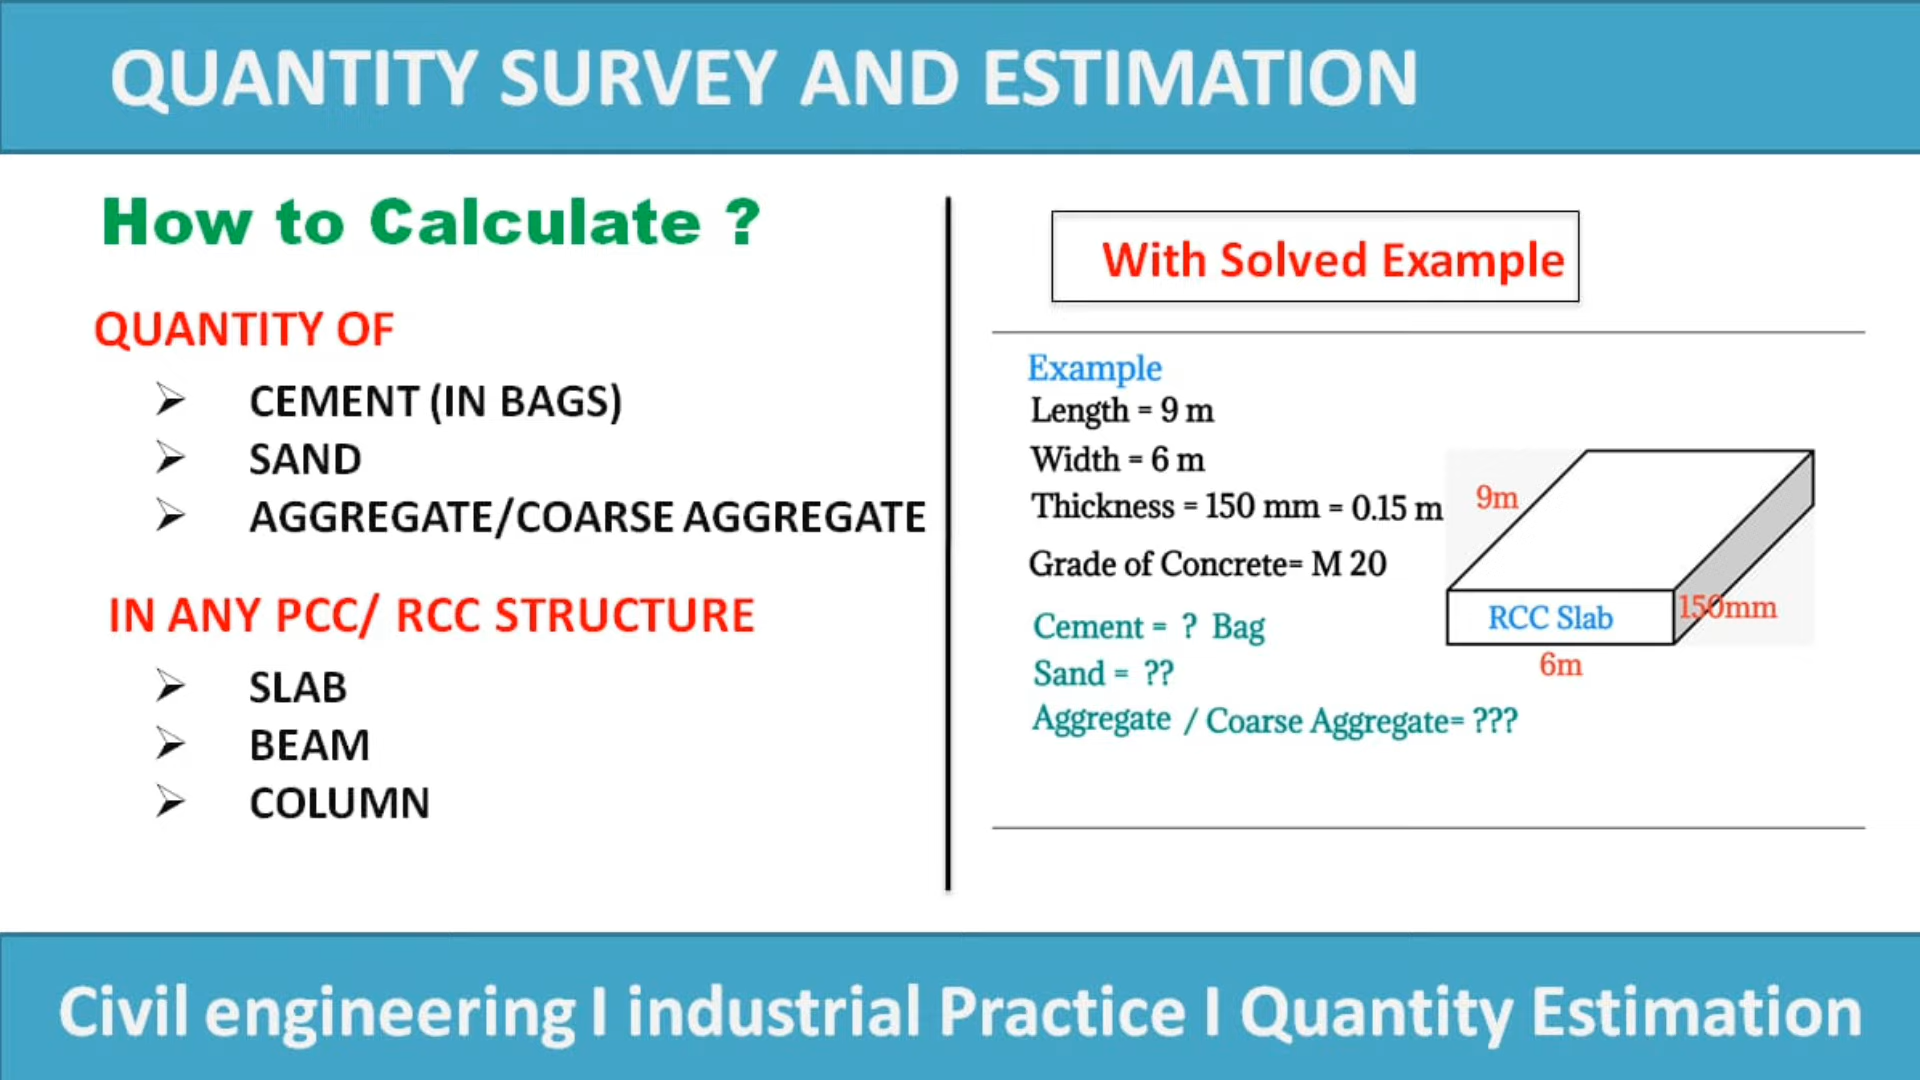 QUANTITY SURVEY AND ESTIMATION
How to Calculate ?
QUANTITY OF
CEMENT (IN BAGS)
SAND
AGGREGATE/COARSE AGGREGATE
IN ANY PCC/ RCC STRUCTURE
SLAB
BEAM
COLUMN
With Solved Example
Example
Length = 9 m
Width = 6 m
Thickness = 150 mm = 0.15 m
Grade of Concrete= M 20
Cement = ? Bag
Sand = ??
Aggregate / Coarse Aggregate= ???
9m
RCC Slab
150mm
6m
Civil engineering I industrial Practice I Quantity Estimation